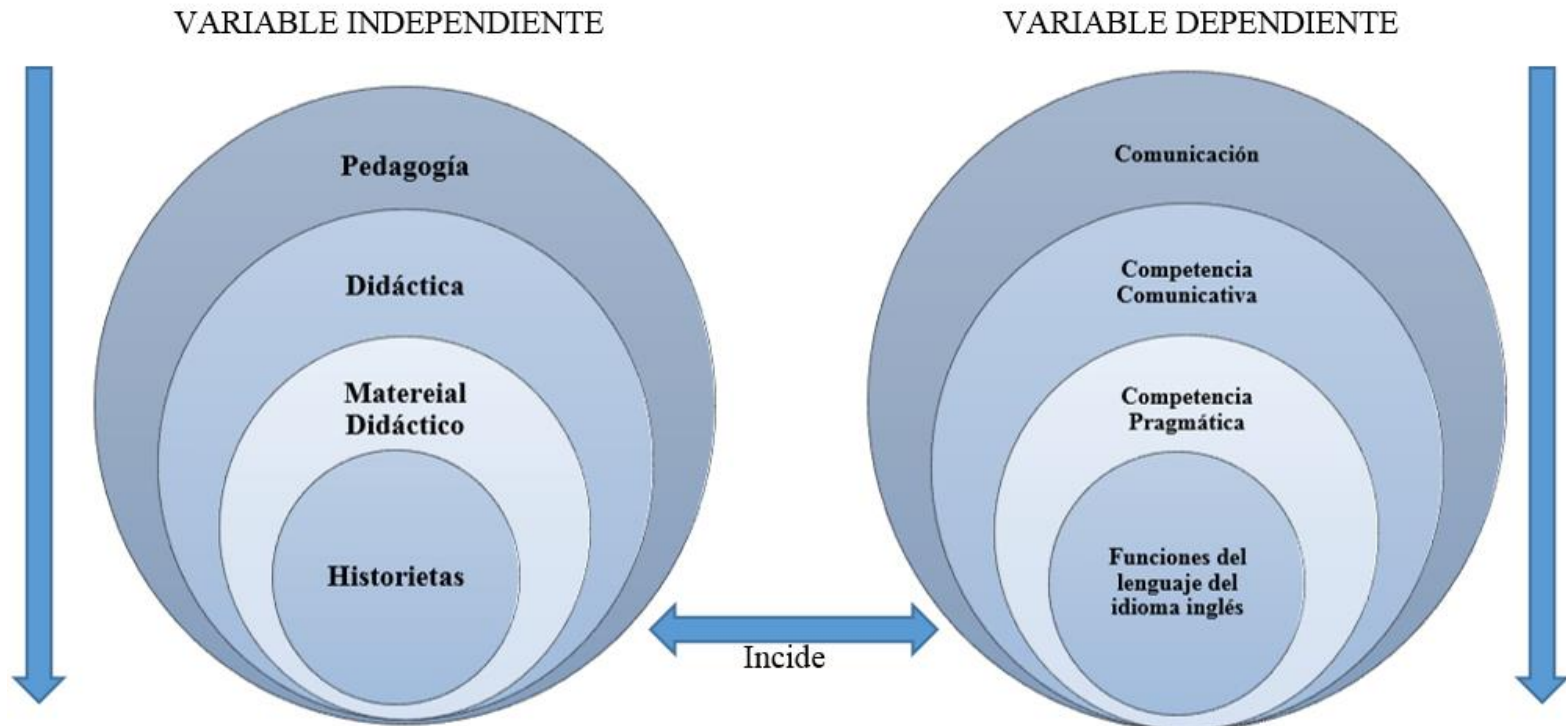 VARIABLE INDEPENDIENTE
Pedagogía
Didáctica
Matereial
Didáctico
Historietas
VARIABLE DEPENDIENTE
Comunicación
Competencia
Comunicativa
Competencia
Pragmática
Funciones del
lenguaje del
idioma inglés
Incide